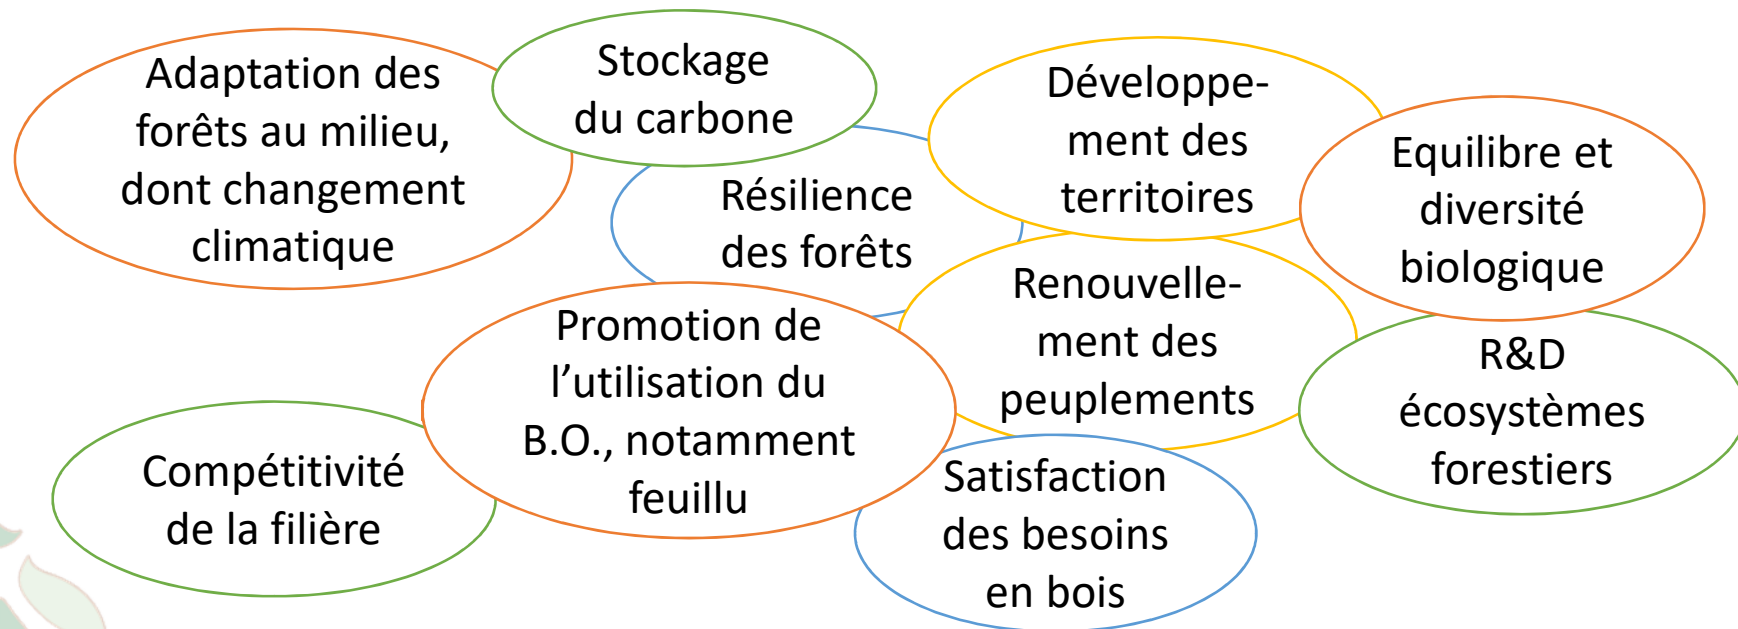 Adaptation des
forêts au milieu,
dont changement
climatique
Stockage
du carbone
Résilience
des forêts
Développe-
ment des
territoires
Equilibre et
diversité
biologique
Promotion de
l’utilisation du
B.O., notamment
feuillu
Renouvelle-
ment des
peuplements
R&D
écosystèmes
forestiers
Compétitivité
de la filière
Satisfaction
des besoins
en bois